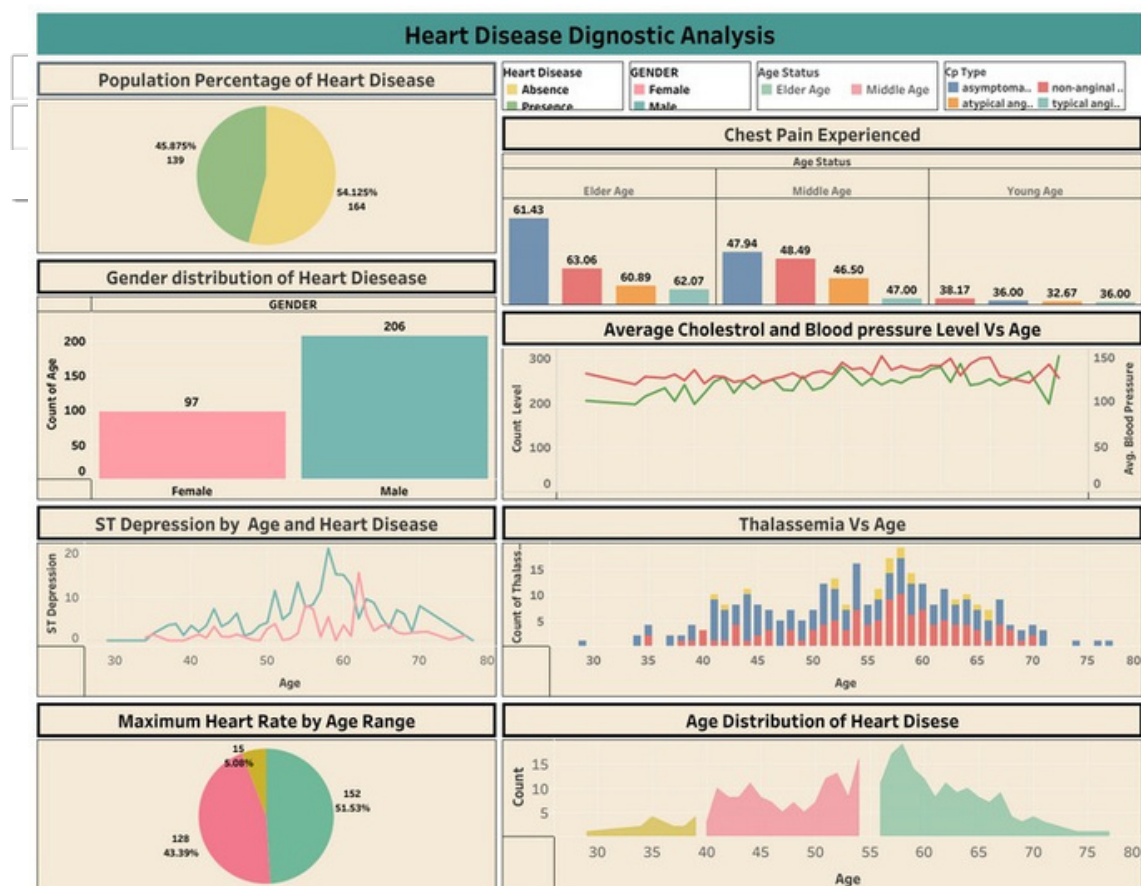 Heart Disease Dignostic Analysis
Population Percentage of Heart Disease
45.875%
139
54.125%
164
Heart Disease
Absence
Presence
GENDER
Female
Male
Age Status
Elder Age
Middle Age
Cp Type
asymptoma..
non-anginal ..
atypical ang..
typical angi..
Chest Pain Experienced
Age Status
Elder Age
Middle Age
Young Age
61.43
63.06
60.89
62.07
47.94
48.49
46.50
47.00
38.17
36.00
32.67
36.00
Gender distribution of Heart Diesease
GENDER
Count of Age
200
150
100
50
0
97
206
Female
Male
Average Cholestrol and Blood pressure Level Vs Age
Count Level
300
200
100
0
150
100
50
0
Avg. Blood Pressure
ST Depression by Age and Heart Disease
ST Depression
20
10
0
30
40
50
60
70
80
Age
Thalassemia Vs Age
Count of Thalass..
15
10
5
30
35
40
45
50
55
60
65
70
75
80
Age
Maximum Heart Rate by Age Range
15
5.08%
152
51.53%
128
43.39%
Age Distribution of Heart Disese
Count
15
10
5
30
35
40
45
50
55
60
65
70
75
80
Age